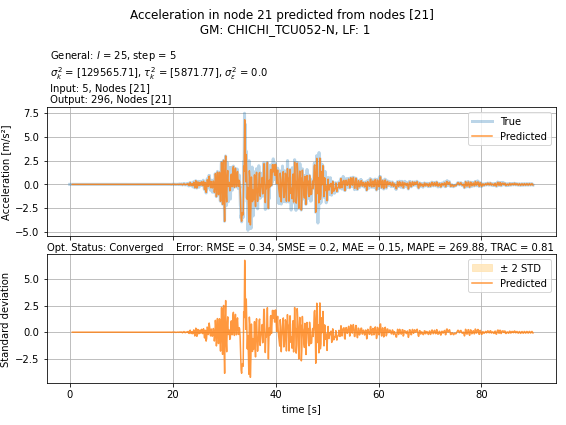 Acceleration in node 21 predicted from nodes [21]
GM: CHICHI_TCU052-N, LF: 1
General: l = 25, step = 5
σ²ₖ = [129565.71], τ²ₖ = [5871.77], σ²ₑ = 0.0
Input: 5, Nodes [21]
Output: 296, Nodes [21]
7.5
5.0
2.5
0.0
−2.5
−5.0
Acceleration [m/s²]
True
Predicted
Opt. Status: Converged Error: RMSE = 0.34, SMSE = 0.2, MAE = 0.15, MAPE = 269.88, TRAC = 0.81
5.0
2.5
0.0
−2.5
Standard deviation
± 2 STD
Predicted
0 20 40 60 80
time [s]